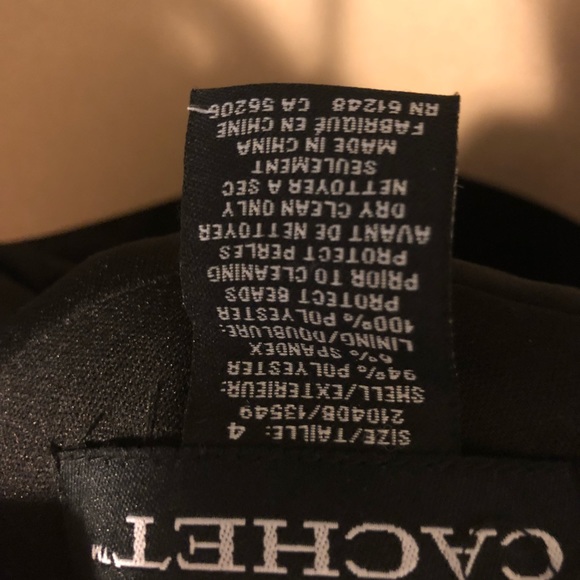 CACHET™
SIZE/TAILLE: 4
2104DB/13549
SHELL/EXTERIEUR:
94% POLYESTER
6% SPANDEX
LINING/DOUBLURE:
100% POLYESTER
PROTECT BEADS
PRIOR TO CLEANING
PROTECT PERLES
AVANT DE NETTOYER
DRY CLEAN ONLY
NETTOYER A SEC
SEULEMENT
MADE IN CHINA
FABRIQUÉ EN CHINE
RN 61248 CA 56206